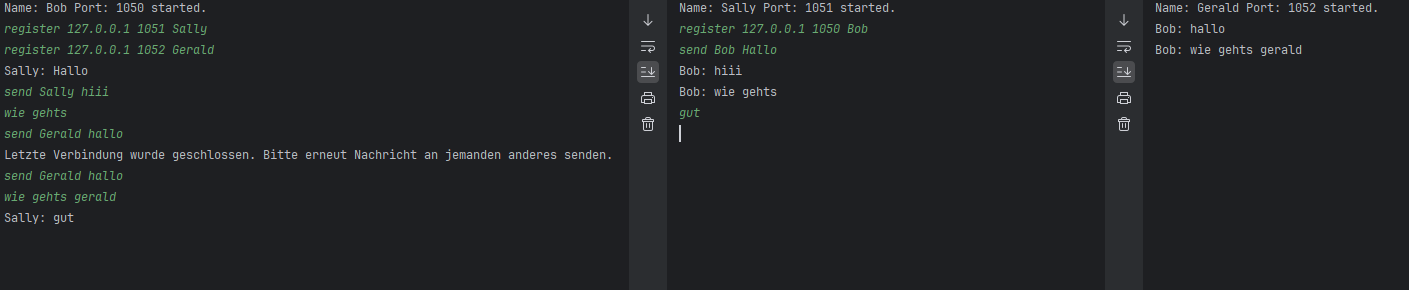 Name: Bob Port: 1050 started.
register 127.0.0.1 1051 Sally
register 127.0.0.1 1052 Gerald
Sally: Hallo
send Sally hiii
wie gehts
send Gerald hallo
Letzte Verbindung wurde geschlossen. Bitte erneut Nachricht an jemanden anderes senden.
send Gerald hallo
wie gehts gerald
Sally: gut
Name: Sally Port: 1051 started.
register 127.0.0.1 1050 Bob
send Bob Hallo
Bob: hiii
Bob: wie gehts
gut
Name: Gerald Port: 1052 started.
Bob: hallo
Bob: wie gehts gerald